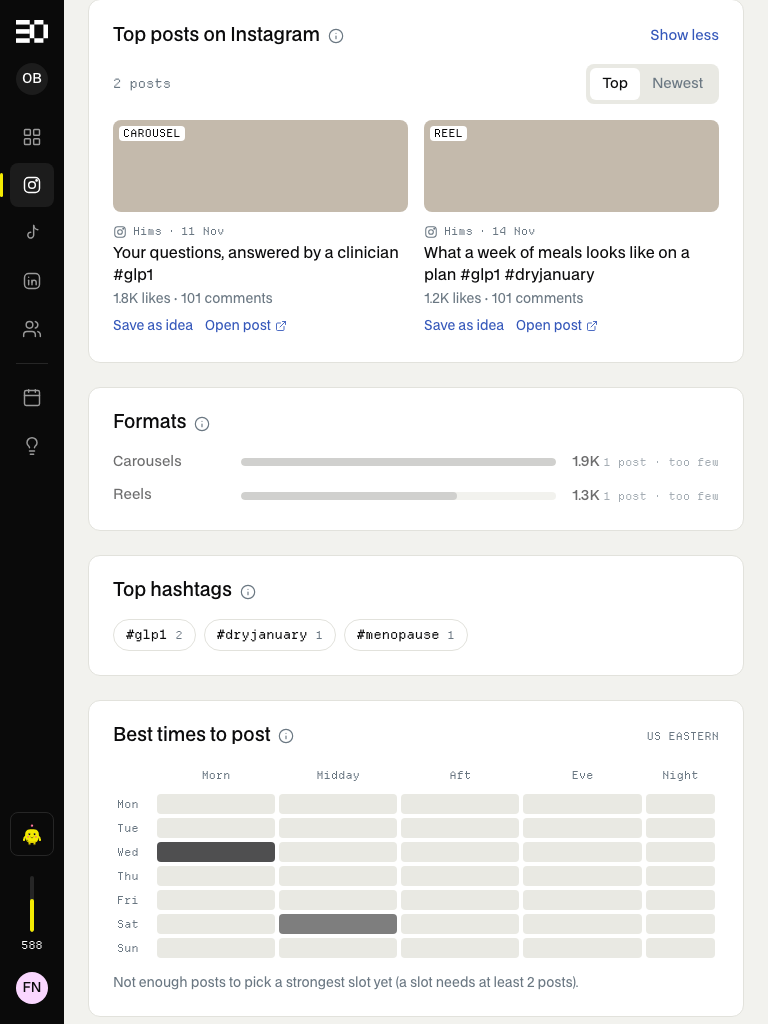 OB
588
FN
Top posts on Instagram
Show less
2 posts
Top
Newest
CAROUSEL
Hims · 11 Nov
Your questions, answered by a clinician
#glp1
1.8K likes · 101 comments
Save as idea
Open post
REEL
Hims · 14 Nov
What a week of meals looks like on a
plan #glp1 #dryjanuary
1.2K likes · 101 comments
Save as idea
Open post
Formats
Carousels
1.9K 1 post · too few
Reels
1.3K 1 post · too few
Top hashtags
#glp1 2
#dryjanuary 1
#menopause 1
Best times to post
US EASTERN
Morn Midday Aft Eve Night
Mon
Tue
Wed
Thu
Fri
Sat
Sun
Not enough posts to pick a strongest slot yet (a slot needs at least 2 posts).